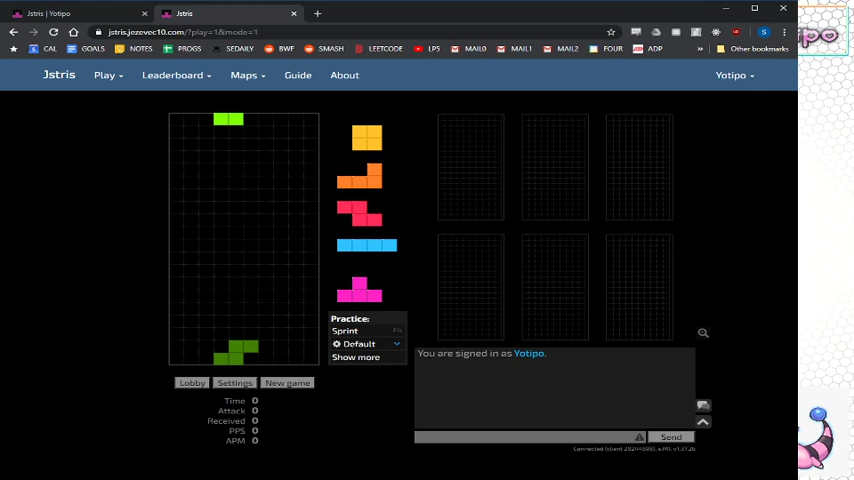 Jstris | Yotipo
Jstris
jstris.jezevec10.com/?play=1&mode=1
CAL
GOALS
NOTES
PROGS
SEDAILY
BWF
SMASH
LEETCODE
LP5
MAIL0
MAIL1
MAIL2
FOUR
ADP
Other bookmarks
Jstris
Play
Leaderboard
Maps
Guide
About
Yotipo
Practice:
Sprint F4
Default
Show more
You are signed in as Yotipo.
Lobby
Settings
New game
Time 0
Attack 0
Received 0
PPS 0
APM 0
Send